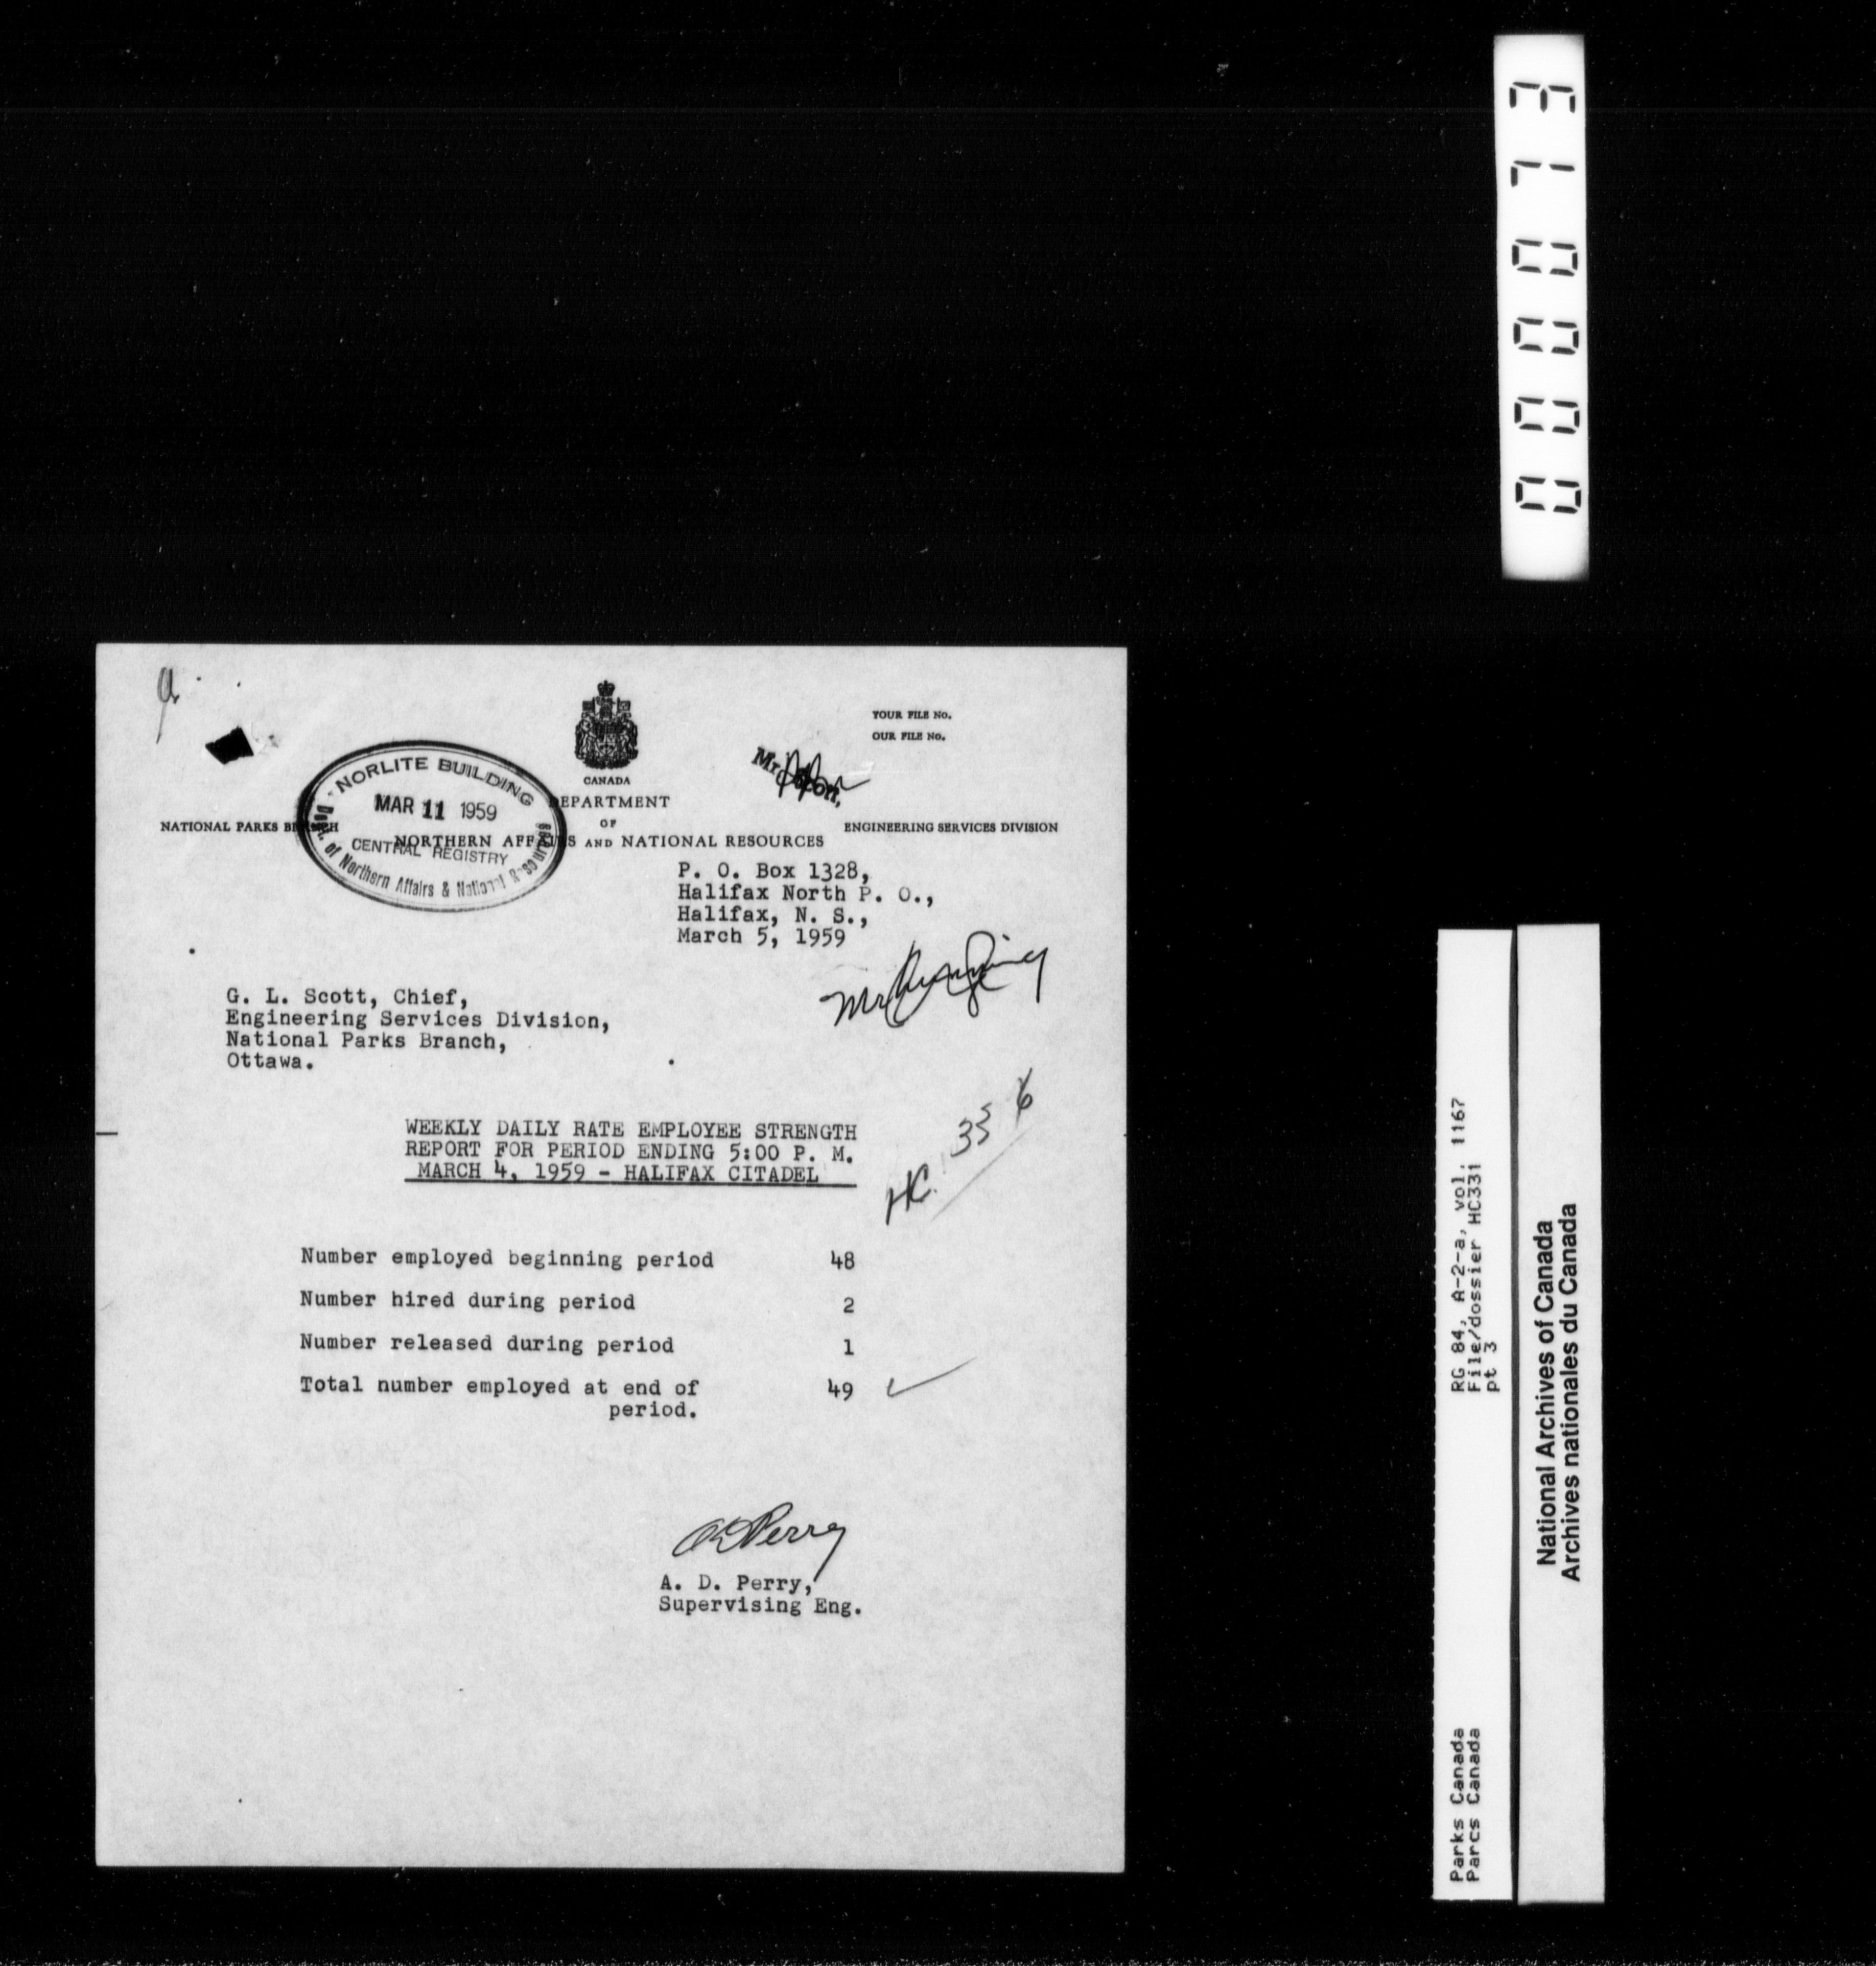 000073
YOUR FILE No.
OUR FILE No.
CANADA
DEPARTMENT
OF
NORTHERN AFFAIRS AND NATIONAL RESOURCES
NATIONAL PARKS BRANCH
ENGINEERING SERVICES DIVISION
NORLITE BUILDING
MAR 11 1959
CENTRAL REGISTRY
Dept. of Northern Affairs & National Resources
Mr.
P. O. Box 1328,
Halifax North P. O.,
Halifax, N. S.,
March 5, 1959
Mr
G. L. Scott, Chief,
Engineering Services Division,
National Parks Branch,
Ottawa.
WEEKLY DAILY RATE EMPLOYEE STRENGTH
REPORT FOR PERIOD ENDING 5:00 P. M.
MARCH 4, 1959 - HALIFAX CITADEL
HC.
Number employed beginning period 48
Number hired during period 2
Number released during period 1
Total number employed at end of 49
period.
A D Perry
A. D. Perry,
Supervising Eng.
RG 84, A-2-a, vol. 1167
File/dossier HC331
pt 3
Parks Canada
Parcs Canada
National Archives of Canada
Archives nationales du Canada